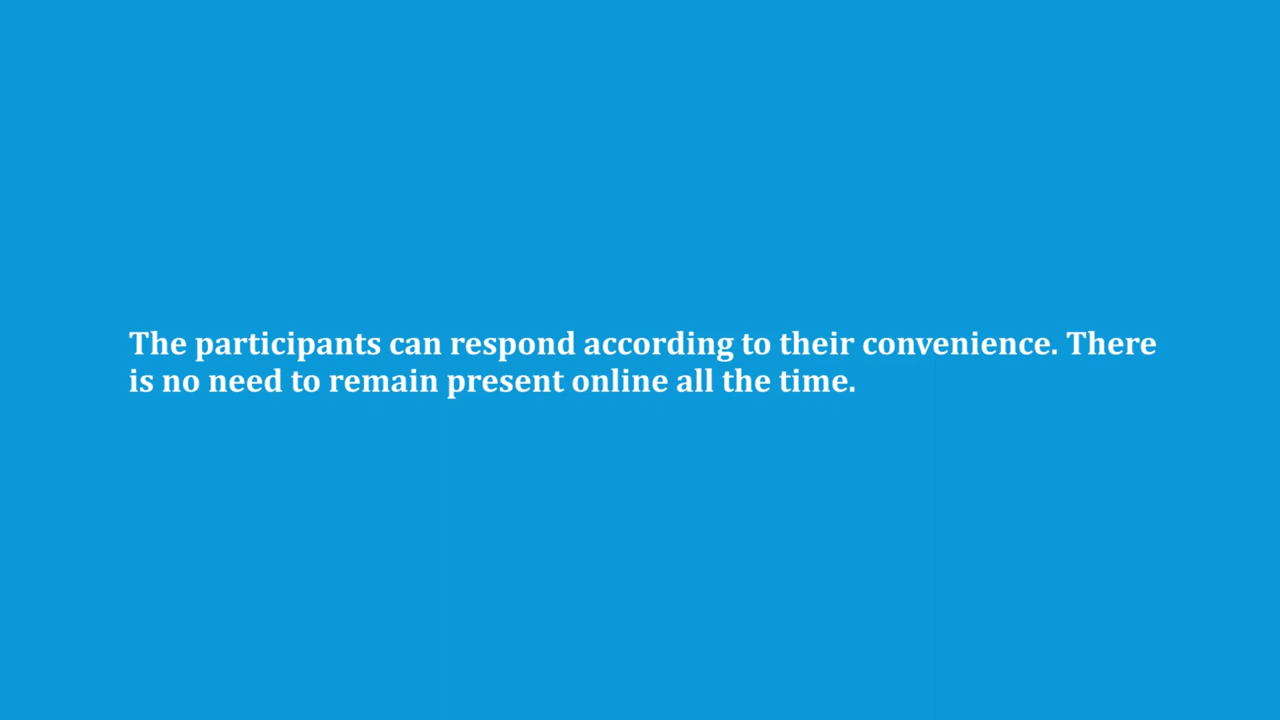 The participants can respond according to their convenience. There
is no need to remain present online all the time.